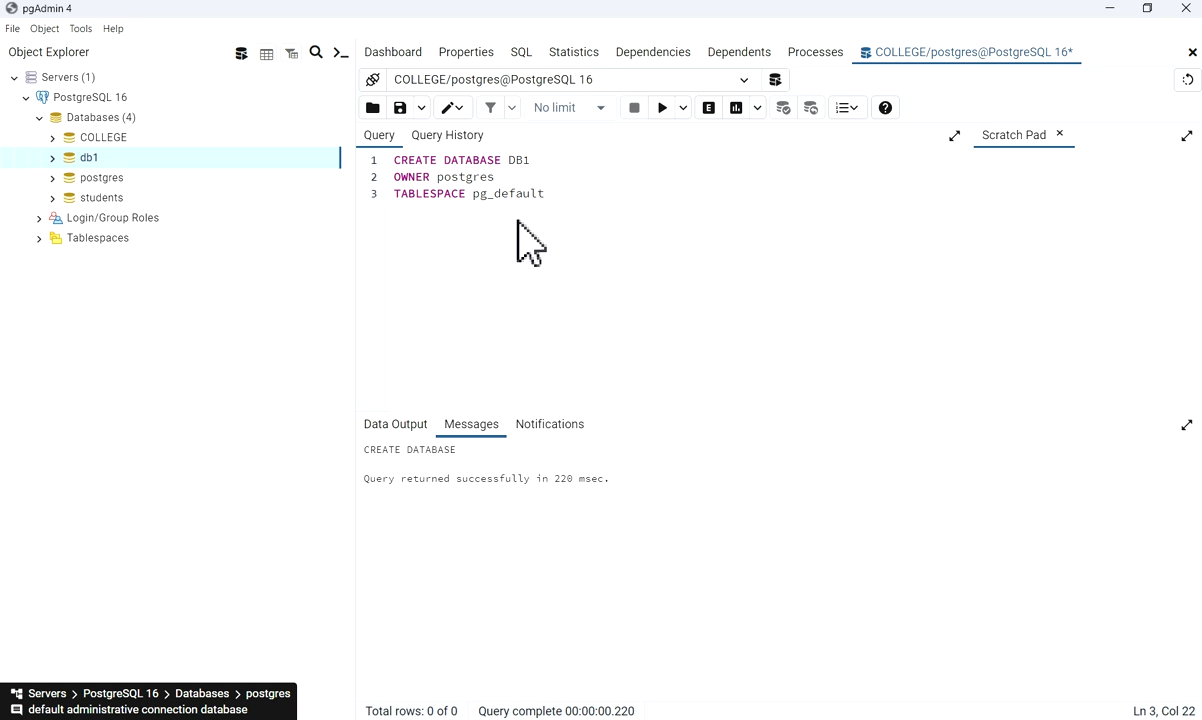 pgAdmin 4
File Object Tools Help
Object Explorer
Dashboard Properties SQL Statistics Dependencies Dependents Processes COLLEGE/postgres@PostgreSQL 16*
Servers (1)
PostgreSQL 16
Databases (4)
COLLEGE
db1
postgres
students
Login/Group Roles
Tablespaces
COLLEGE/postgres@PostgreSQL 16
No limit
E
Query Query History
Scratch Pad
1 CREATE DATABASE DB1
2 OWNER postgres
3 TABLESPACE pg_default
Data Output Messages Notifications
CREATE DATABASE
Query returned successfully in 220 msec.
Servers > PostgreSQL 16 > Databases > postgres
default administrative connection database
Total rows: 0 of 0 Query complete 00:00:00.220 Ln 3, Col 22